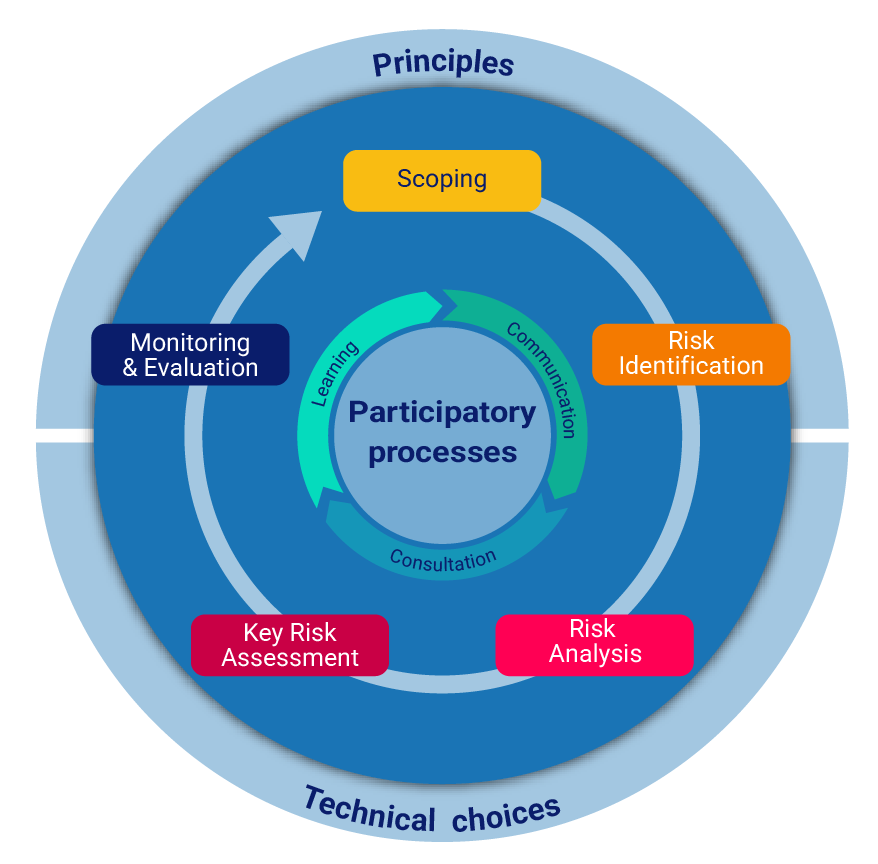 Principles
Scoping
Risk
Identification
Risk
Analysis
Key Risk
Assessment
Monitoring
& Evaluation
Learning
Communication
Consultation
Participatory
processes
Technical choices